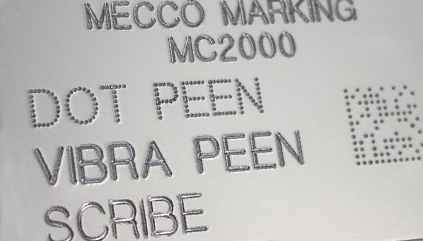 MECCO MARKING
MC2000
DOT PEEN
VIBRA PEEN
SCRIBE